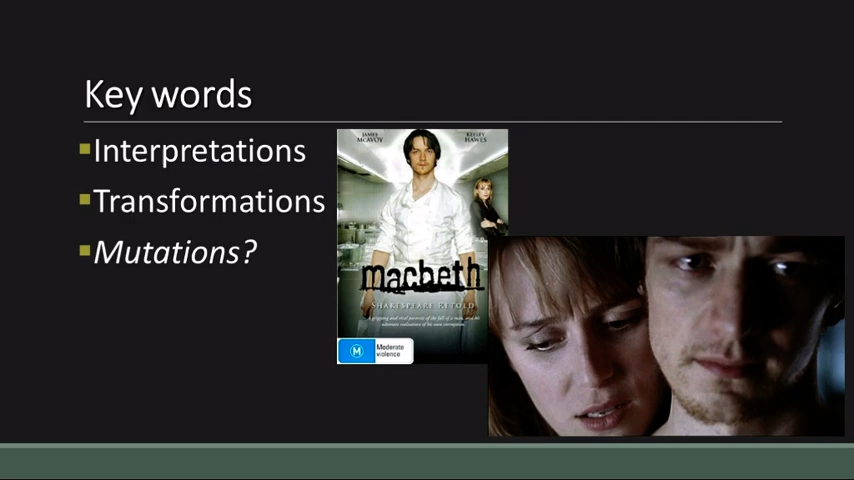 Key words
Interpretations
Transformations
Mutations?
JAMES
MCAVOY
KEELEY
HAWES
macbeth
SHAKESPEARE RETOLD
M
Moderate
violence